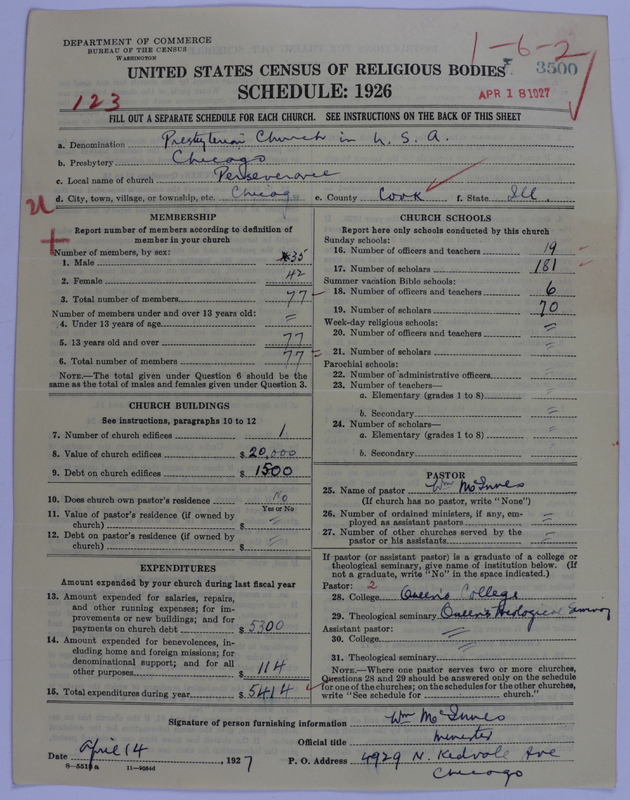 DEPARTMENT OF COMMERCE
BUREAU OF THE CENSUS
WASHINGTON
1-6-2
3500
UNITED STATES CENSUS OF RELIGIOUS BODIES
SCHEDULE: 1926
123
APR 18 1927
FILL OUT A SEPARATE SCHEDULE FOR EACH CHURCH. SEE INSTRUCTIONS ON THE BACK OF THIS SHEET
a. Denomination Presbyterian Church in U. S. A.
b. Presbytery Chicago
c. Local name of church Perseverance
d. City, town, village, or township, etc. Chicag e. County Cook f. State Ill.
MEMBERSHIP
Report number of members according to definition of
member in your church
Number of members, by sex:
1. Male 35
2. Female 42
3. Total number of members 77
Number of members under and over 13 years old:
4. Under 13 years of age =
5. 13 years old and over 77
6. Total number of members 77
NOTE.—The total given under Question 6 should be the
same as the total of males and females given under Question 3.
CHURCH BUILDINGS
See instructions, paragraphs 10 to 12
7. Number of church edifices 1
8. Value of church edifices $ 20,000
9. Debt on church edifices $ 1500
10. Does church own pastor's residence No
Yes or No
11. Value of pastor's residence (if owned by
church) $ =
12. Debt on pastor's residence (if owned by
church) $ =
EXPENDITURES
Amount expended by your church during last fiscal year
13. Amount expended for salaries, repairs,
and other running expenses; for im-
provements or new buildings; and for
payments on church debt $ 5300
14. Amount expended for benevolences, in-
cluding home and foreign missions; for
denominational support; and for all
other purposes $ 114
15. Total expenditures during year $ 5414
CHURCH SCHOOLS
Report here only schools conducted by this church
Sunday schools:
16. Number of officers and teachers 19
17. Number of scholars 181
Summer vacation Bible schools:
18. Number of officers and teachers 6
19. Number of scholars 70
Week-day religious schools:
20. Number of officers and teachers =
21. Number of scholars =
Parochial schools:
22. Number of administrative officers =
23. Number of teachers—
a. Elementary (grades 1 to 8) =
b. Secondary =
24. Number of scholars—
a. Elementary (grades 1 to 8) =
b. Secondary =
PASTOR
25. Name of pastor Wm McInnes
(If church has no pastor, write "None")
26. Number of ordained ministers, if any, em-
ployed as assistant pastors =
27. Number of other churches served by the
pastor or his assistants =
If pastor (or assistant pastor) is a graduate of a college or
theological seminary, give name of institution below. (If
not a graduate, write "No" in the space indicated.)
Pastor: 2
28. College Queen's College
29. Theological seminary Queen's Theological Seminary
Assistant pastor:
30. College =
31. Theological seminary =
NOTE.—Where one pastor serves two or more churches,
Questions 28 and 29 should be answered only on the schedule
for one of the churches; on the schedules for the other churches,
write "See schedule for church."
Signature of person furnishing information Wm McInnes
Official title Minister
Date April 14, 1927 P. O. Address 4929 N. Kedvale Ave
Chicago
8-5519a 11-9564d